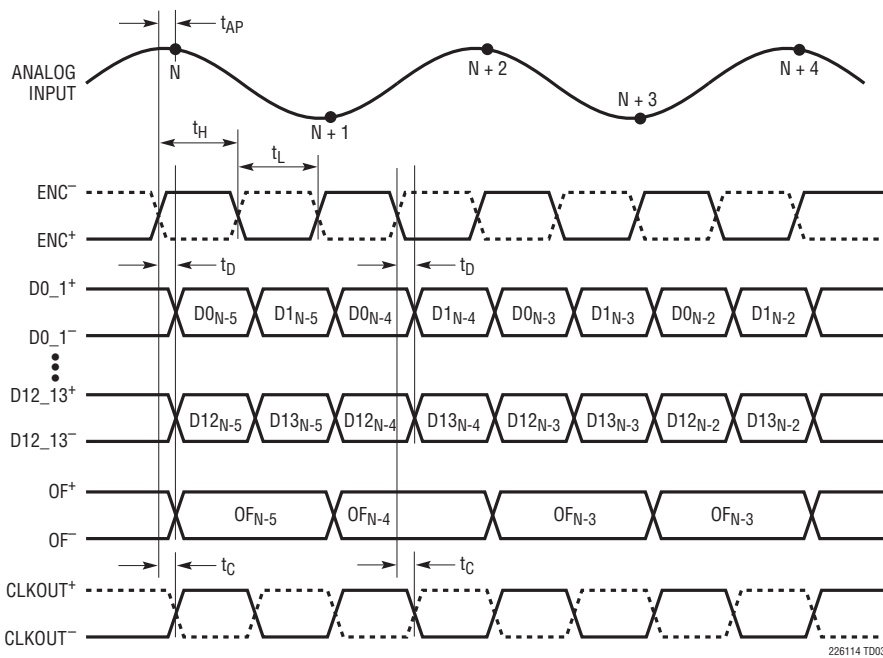 tAP
ANALOG
INPUT
N
N + 1
N + 2
N + 3
N + 4
tH
tL
ENC–
ENC+
tD
tD
D0_1+
D0_1–
D0N-5
D1N-5
D0N-4
D1N-4
D0N-3
D1N-3
D0N-2
D1N-2
D12_13+
D12_13–
D12N-5
D13N-5
D12N-4
D13N-4
D12N-3
D13N-3
D12N-2
D13N-2
OF+
OF–
OFN-5
OFN-4
OFN-3
OFN-3
tC
tC
CLKOUT+
CLKOUT–
226114 TD03